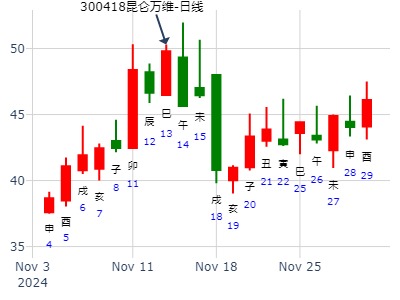 300418昆仑万维-日线
50
45
40
35
申
4
酉
5
戌
6
亥
7
子
8
卯
11
辰
12
巳
13
午
14
未
15
戌
18
亥
19
子
20
丑
21
寅
22
巳
25
午
26
未
27
申
28
酉
29
Nov 3
2024
Nov 11
Nov 18
Nov 25